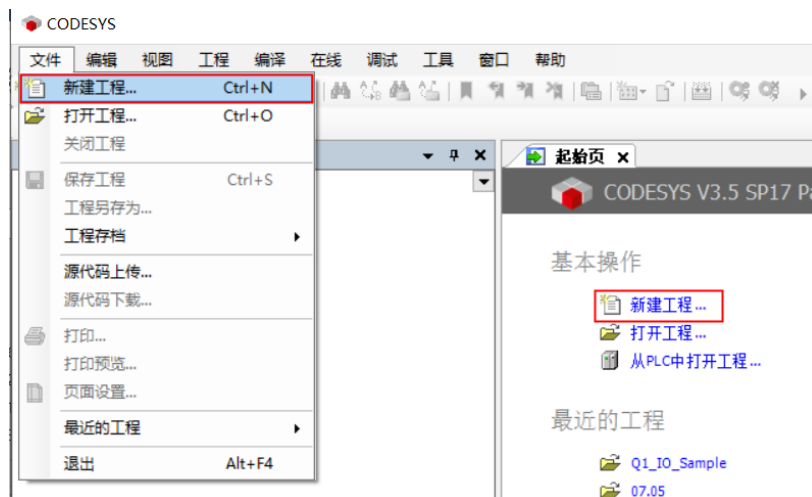 CODESYS
文件 编辑 视图 工程 编译 在线 调试 工具 窗口 帮助
新建工程... Ctrl+N
打开工程... Ctrl+O
关闭工程
保存工程 Ctrl+S
工程另存为...
工程存档
源代码上传...
源代码下载...
打印...
打印预览...
页面设置...
最近的工程
退出 Alt+F4
起始页
CODESYS V3.5 SP17
基本操作
新建工程...
打开工程...
从PLC中打开工程...
最近的工程
Q1_IO_Sample
07.05